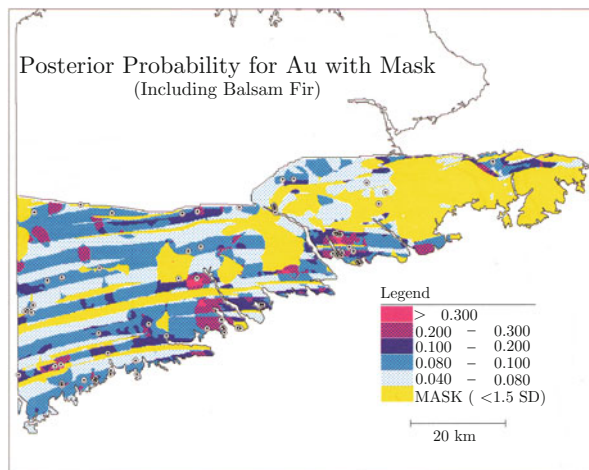 Posterior Probability for Au with Mask
(Including Balsam Fir)
Legend
> 0.300
0.200 – 0.300
0.100 – 0.200
0.080 – 0.100
0.040 – 0.080
MASK ( <1.5 SD)
20 km